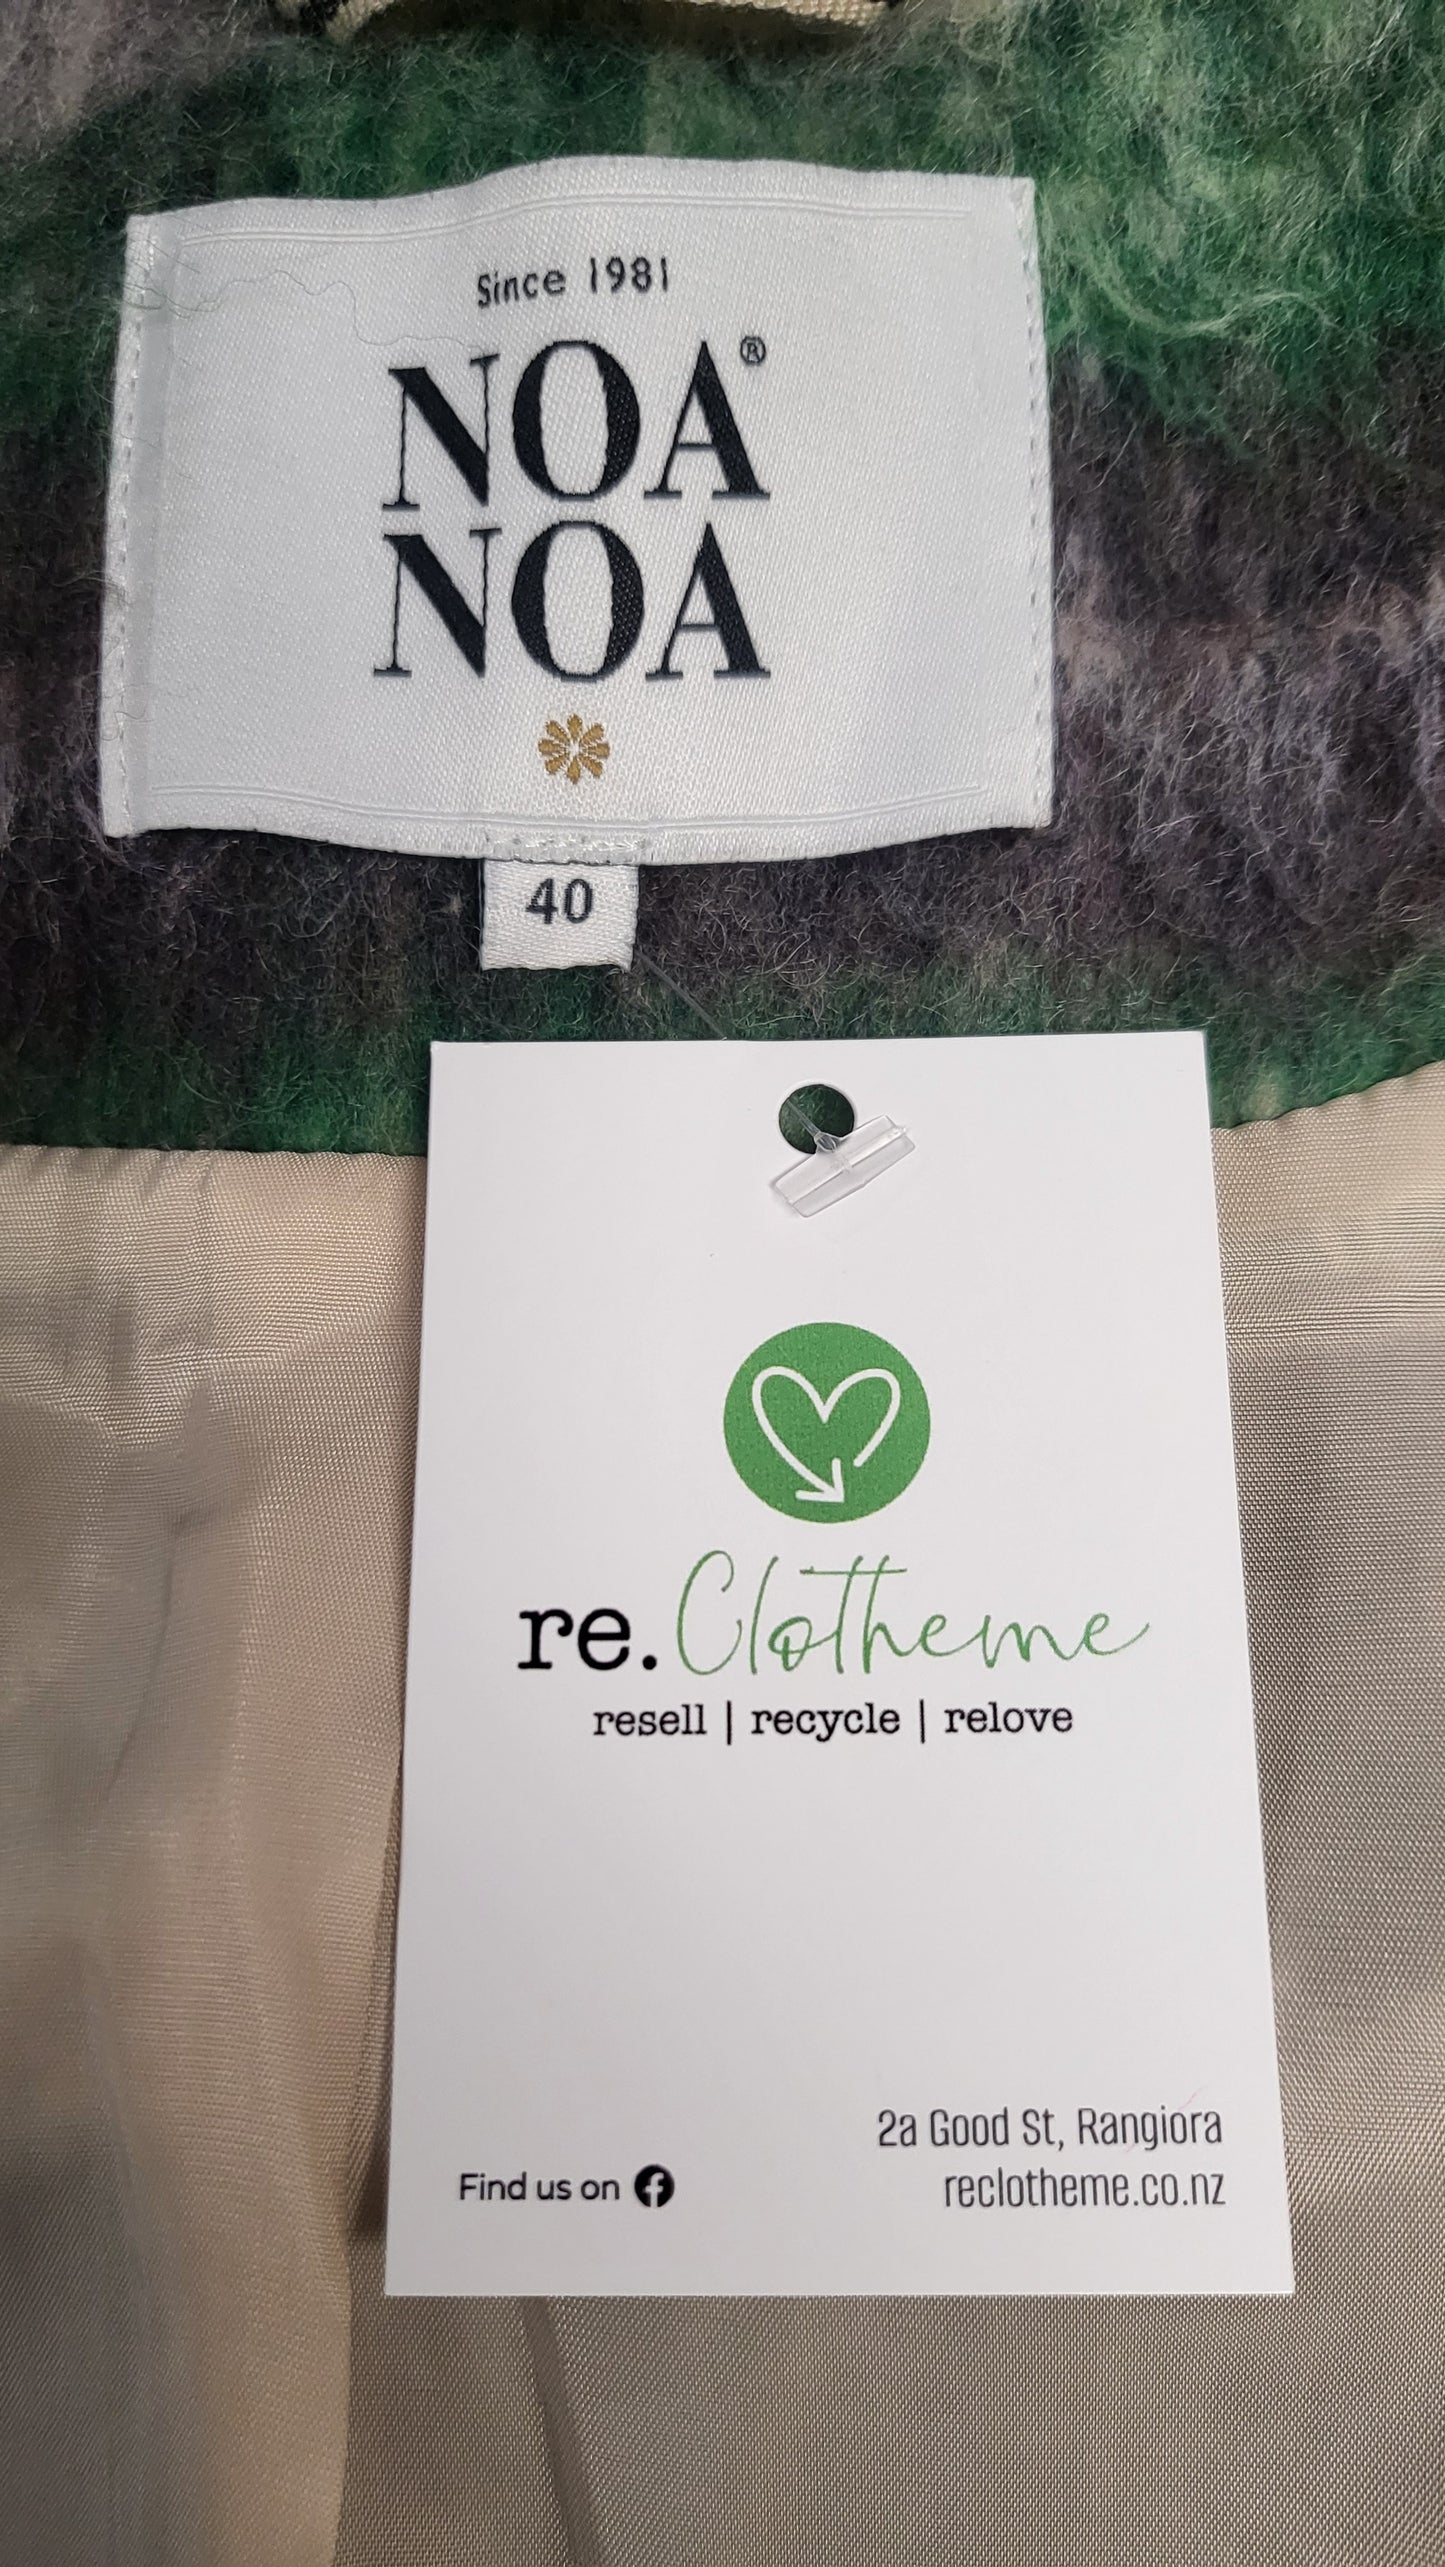 Since 1981
NOA®
NOA
40
re.Clotheme
resell | recycle | relove
2a Good St, Rangiora
Find us on
reclotheme.co.nz